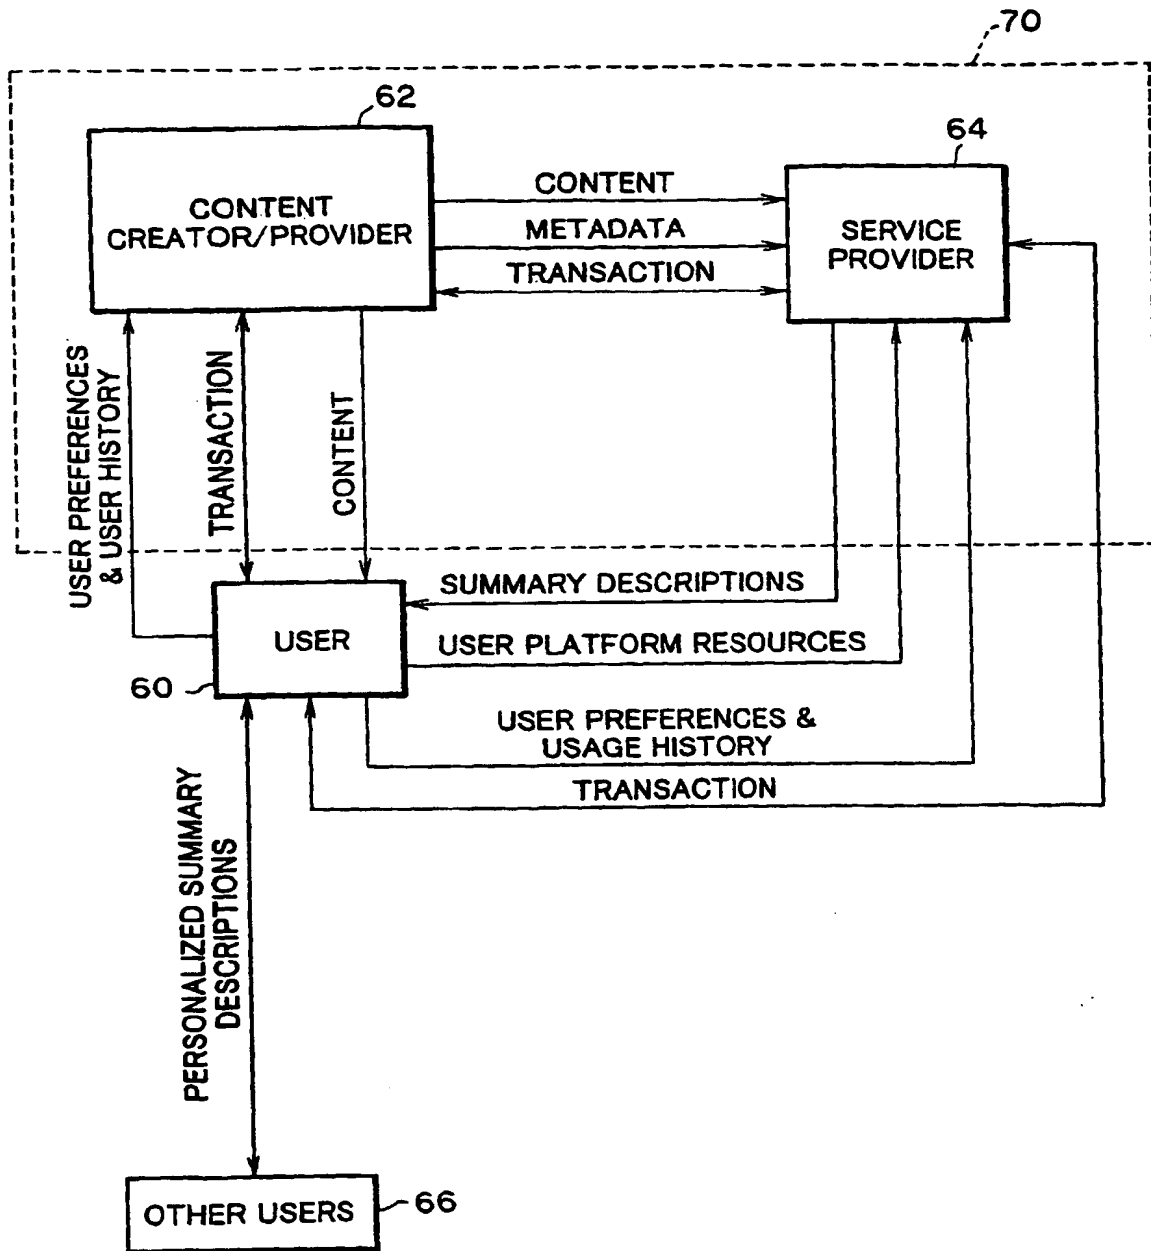 70
62
64
CONTENT
CREATOR/PROVIDER
CONTENT
METADATA
TRANSACTION
SERVICE
PROVIDER
USER PREFERENCES
& USER HISTORY
TRANSACTION
CONTENT
SUMMARY DESCRIPTIONS
USER
USER PLATFORM RESOURCES
60
USER PREFERENCES &
USAGE HISTORY
TRANSACTION
PERSONALIZED SUMMARY
DESCRIPTIONS
OTHER USERS
66